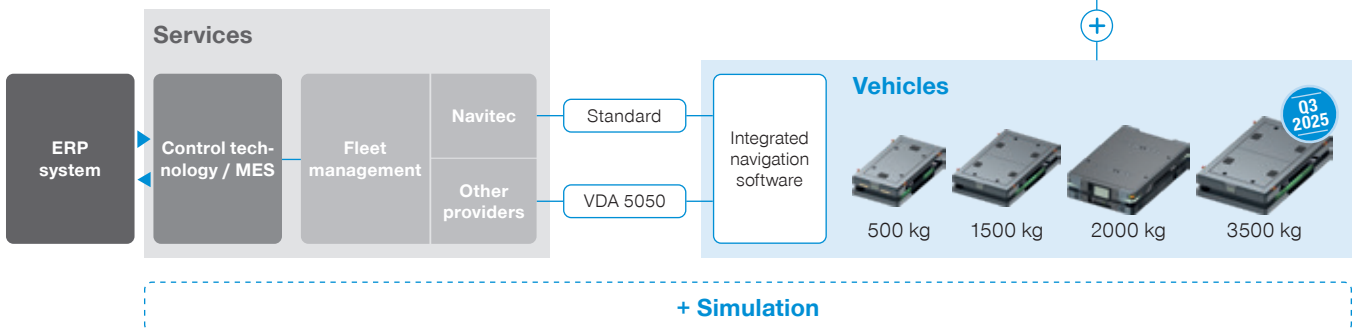 +
Services
ERP
system
Control tech-
nology / MES
Fleet
management
Navitec
Other
providers
Standard
VDA 5050
Integrated
navigation
software
Vehicles
Q3
2025
500 kg
1500 kg
2000 kg
3500 kg
+ Simulation